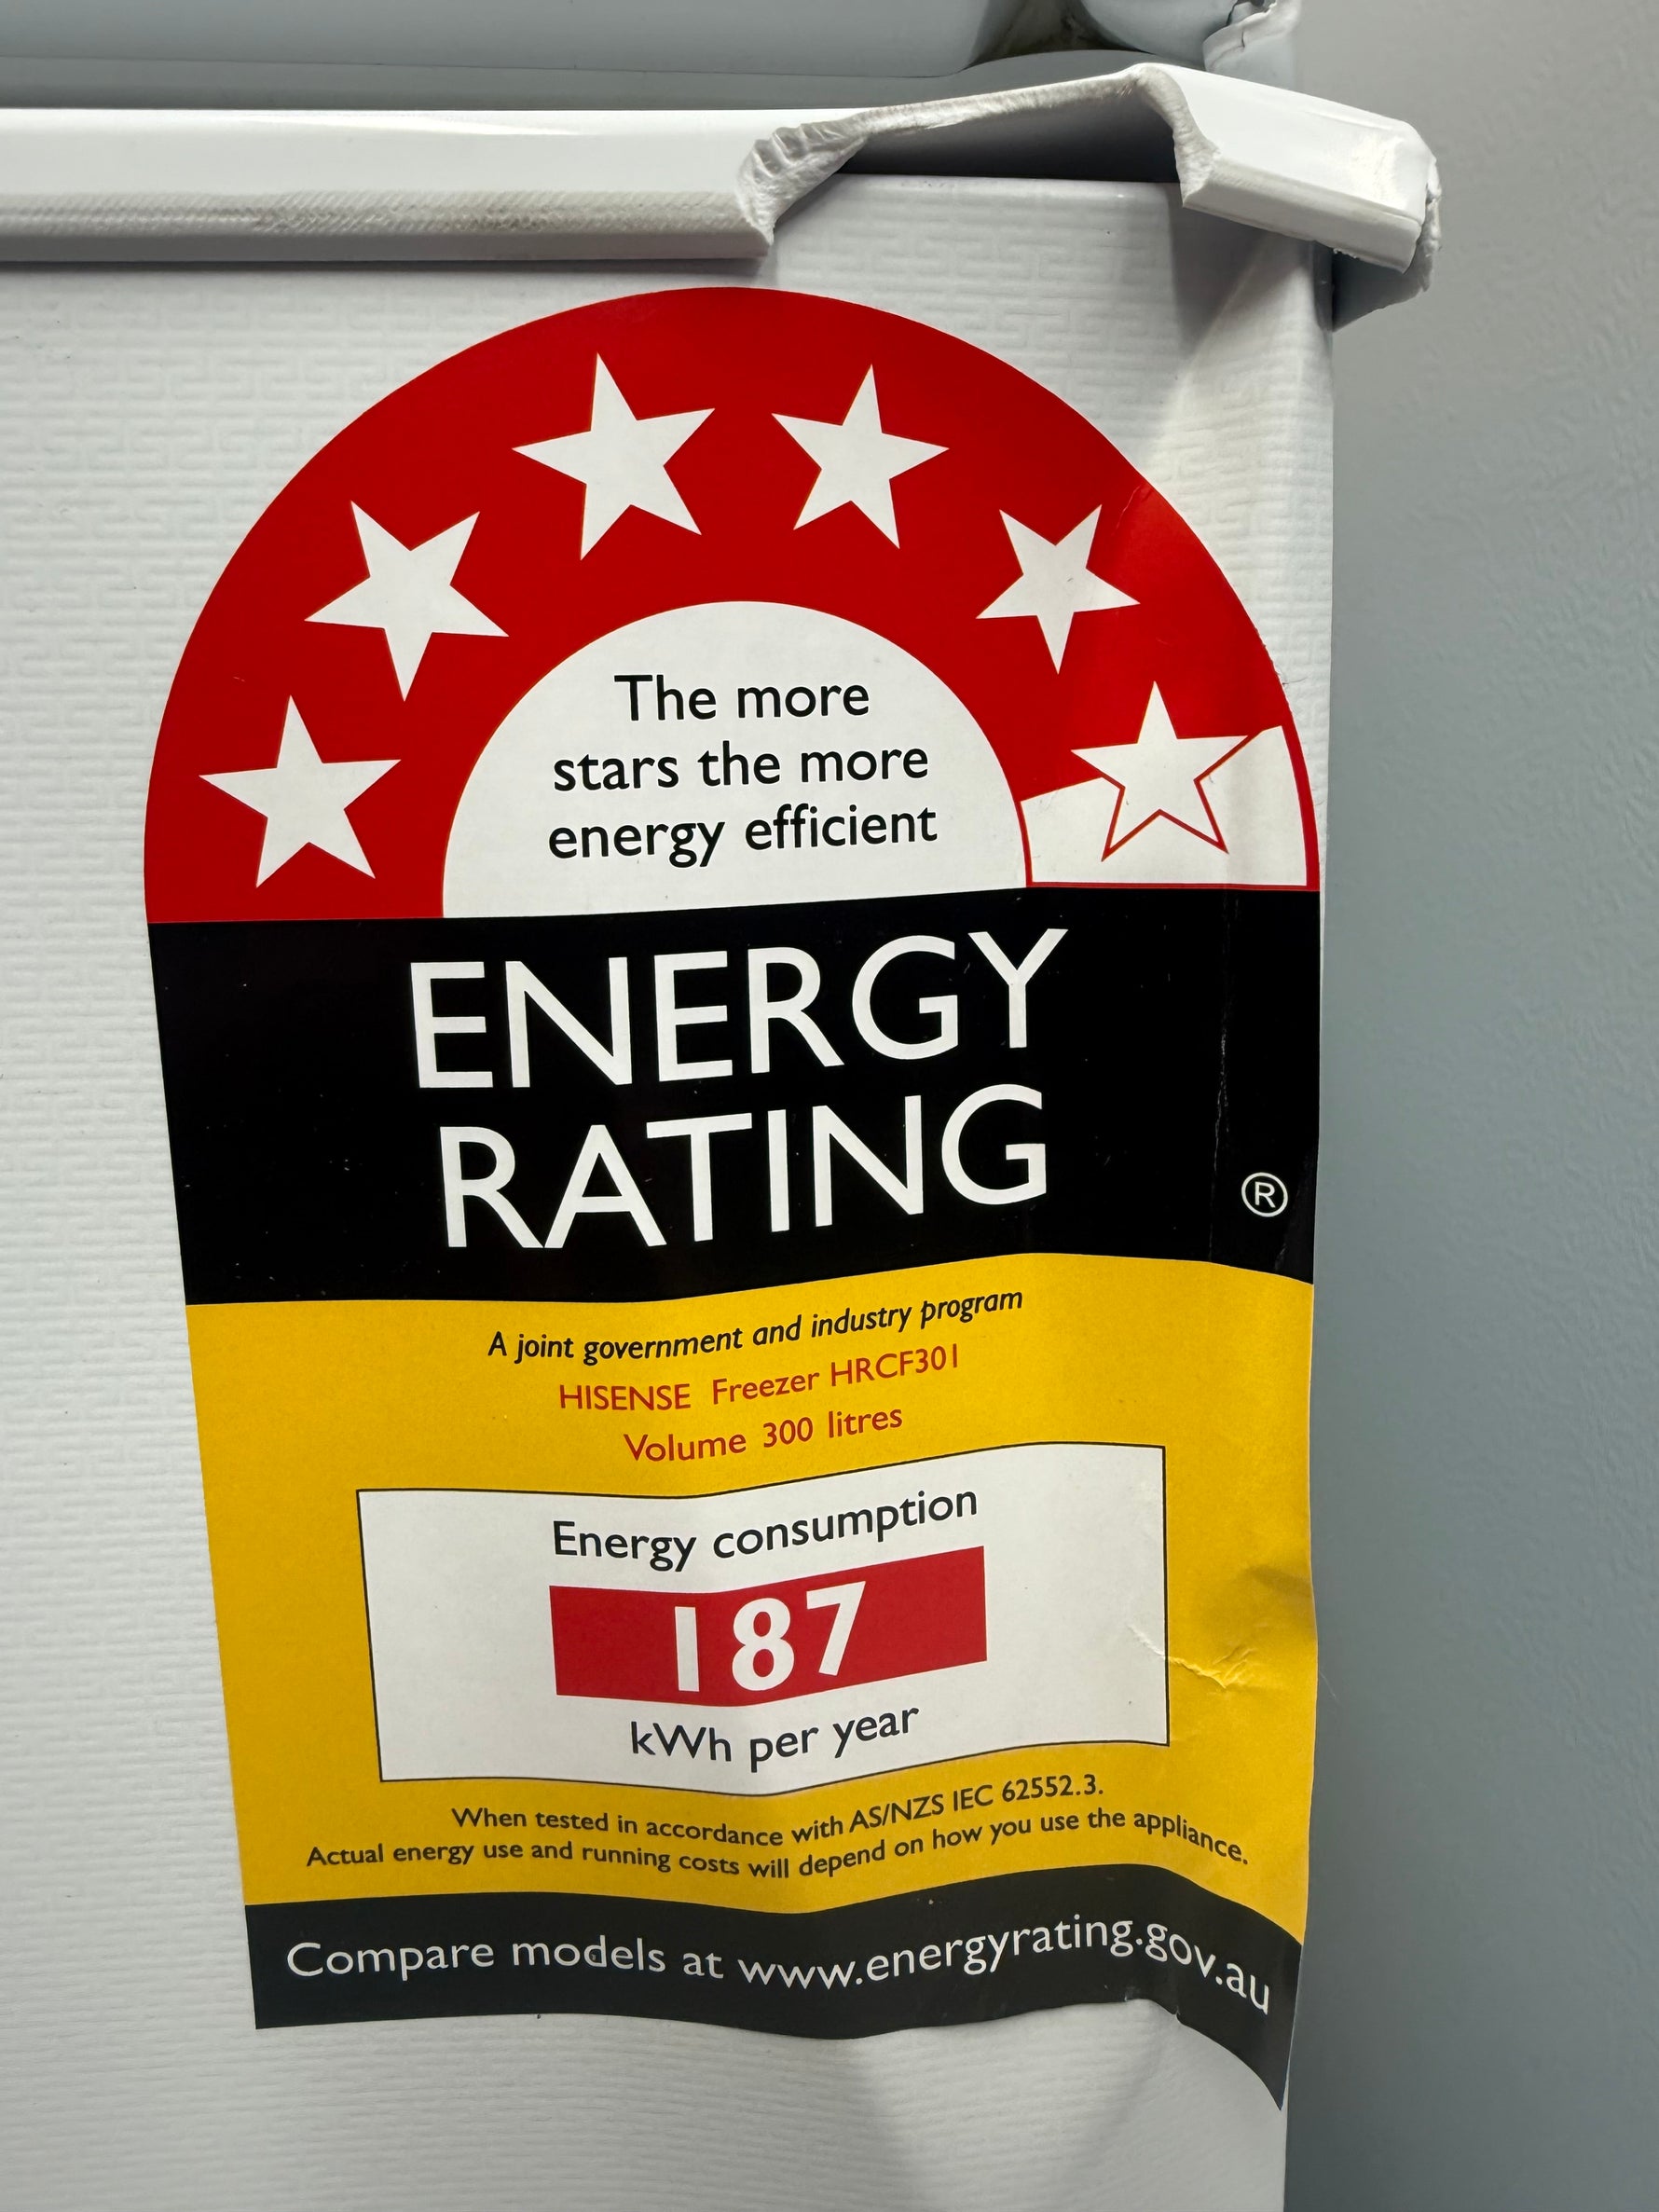 The more
stars the more
energy efficient
ENERGY
RATING
®
A joint government and industry program
HISENSE Freezer HRCF301
Volume 300 litres
Energy consumption
187
kWh per year
When tested in accordance with AS/NZS IEC 62552.3.
Actual energy use and running costs will depend on how you use the appliance.
Compare models at www.energyrating.gov.au